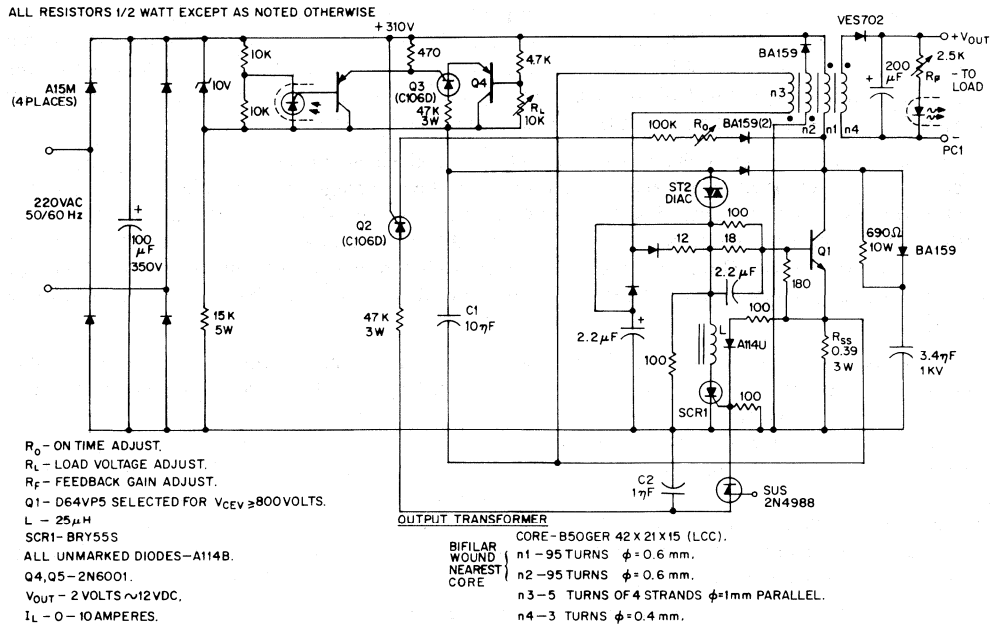 ALL RESISTORS 1/2 WATT EXCEPT AS NOTED OTHERWISE
+310V
VES702
+VOUT
A15M
(4 PLACES)
10K
10V
10K
470
Q3
(C106D)
Q4
4.7K
47K
3W
RL
10K
BA159
n3
n2
n1
n4
200
μF
2.5K
RF
-TO
LOAD
-
PC1
100K
RO
BA159(2)
220VAC
50/60 Hz
+
100
μF
350V
Q2
(C106D)
ST2
DIAC
100
12
18
Q1
690Ω
10W
BA159
2.2μF
180
15K
5W
47K
3W
C1
10ηF
2.2μF
+
100
L
A114U
100
RSS
0.39
3W
3.4ηF
1KV
SCR1
100
C2
1ηF
SUS
2N4988
RO – ON TIME ADJUST.
RL – LOAD VOLTAGE ADJUST.
RF – FEEDBACK GAIN ADJUST.
Q1 – D64VP5 SELECTED FOR VCEV ≥800VOLTS.
L – 25μH
SCR1–BRY55S
ALL UNMARKED DIODES–A114B.
Q4,Q5–2N6001.
VOUT – 2 VOLTS ~12VDC.
IL – 0–10AMPERES.
OUTPUT TRANSFORMER
CORE–B50GER 42 X 21 X 15 (LCC).
BIFILAR
WOUND
NEAREST
CORE
n1–95 TURNS φ=0.6 mm.
n2–95 TURNS φ=0.6 mm.
n3–5 TURNS OF 4 STRANDS φ=1mm PARALLEL.
n4–3 TURNS φ=0.4mm.